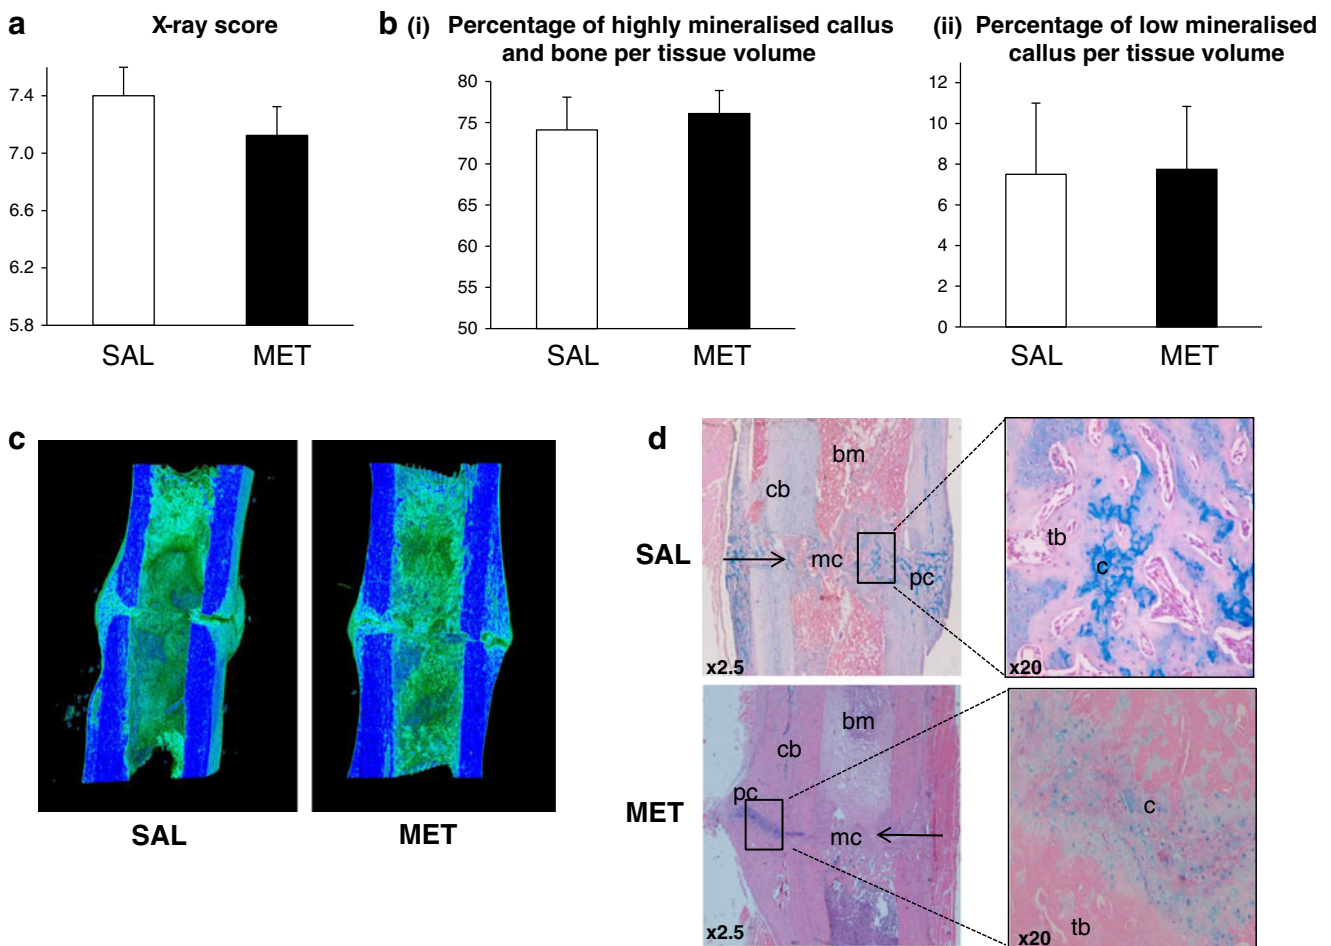 a
X-ray score
7.4
7.0
6.6
6.2
5.8
SAL
MET
b (i) Percentage of highly mineralised callus
and bone per tissue volume
80
75
70
65
60
55
50
SAL
MET
(ii) Percentage of low mineralised
callus per tissue volume
12
10
8
6
4
2
0
SAL
MET
c
SAL
MET
d
SAL
bm
cb
mc
pc
x2.5
tb
c
x20
MET
bm
cb
pc
mc
x2.5
c
tb
x20